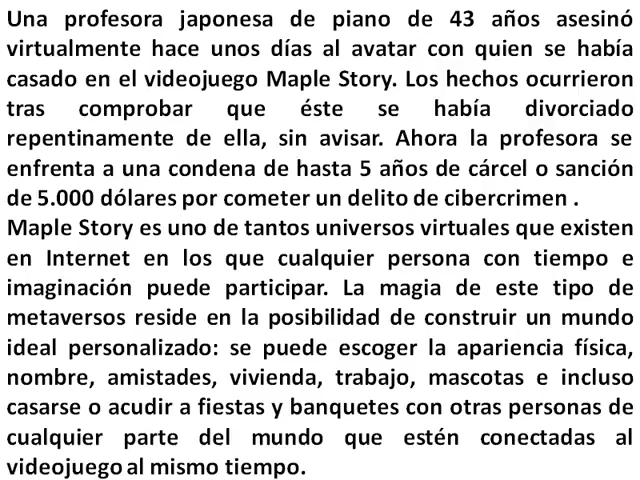 Una profesora japonesa de piano de 43 años asesinó
virtualmente hace unos días al avatar con quien se había
casado en el videojuego Maple Story. Los hechos ocurrieron
tras comprobar que éste se había divorciado
repentinamente de ella, sin avisar. Ahora la profesora se
enfrenta a una condena de hasta 5 años de cárcel o sanción
de 5.000 dólares por cometer un delito de cibercrimen .
Maple Story es uno de tantos universos virtuales que existen
en Internet en los que cualquier persona con tiempo e
imaginación puede participar. La magia de este tipo de
metaversos reside en la posibilidad de construir un mundo
ideal personalizado: se puede escoger la apariencia física,
nombre, amistades, vivienda, trabajo, mascotas e incluso
casarse o acudir a fiestas y banquetes con otras personas de
cualquier parte del mundo que estén conectadas al
videojuego al mismo tiempo.